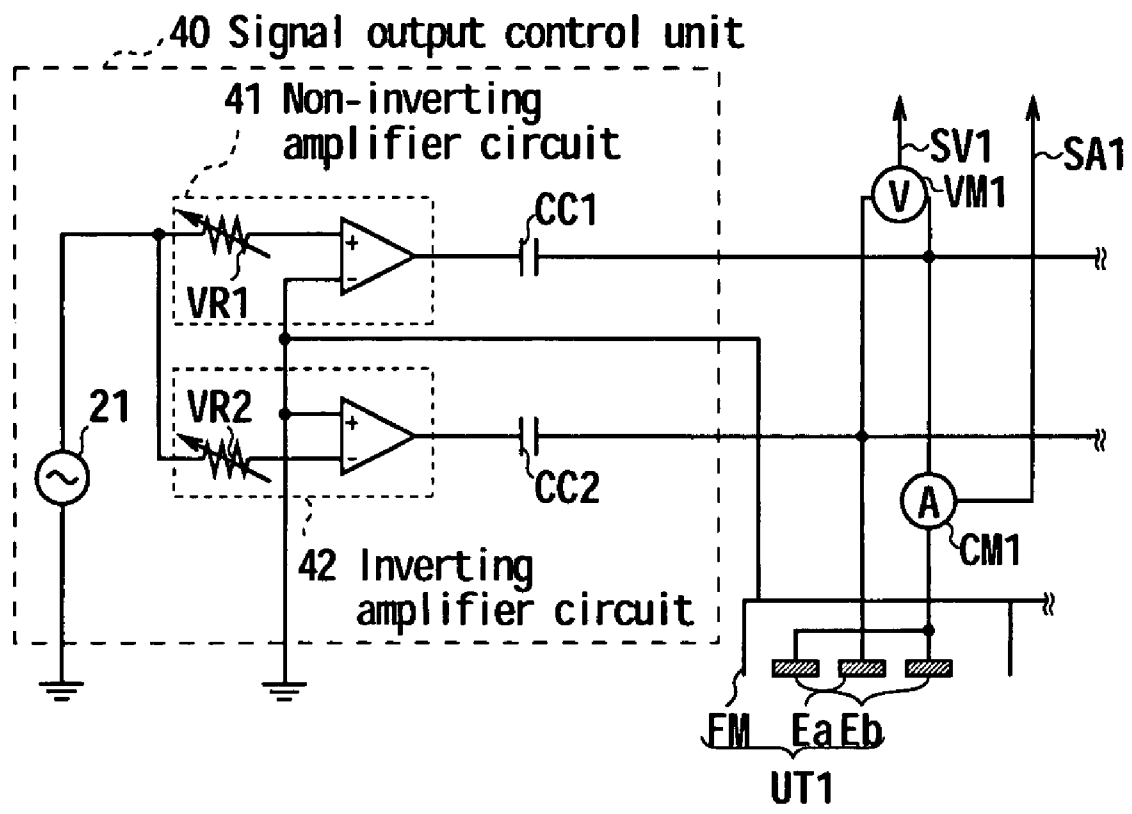 40 Signal output control unit
41 Non-inverting
amplifier circuit
SV1
SA1
V
VM1
CC1
+
−
VR1
21
VR2
+
−
CC2
A
CM1
42 Inverting
amplifier circuit
FM
Ea
Eb
UT1